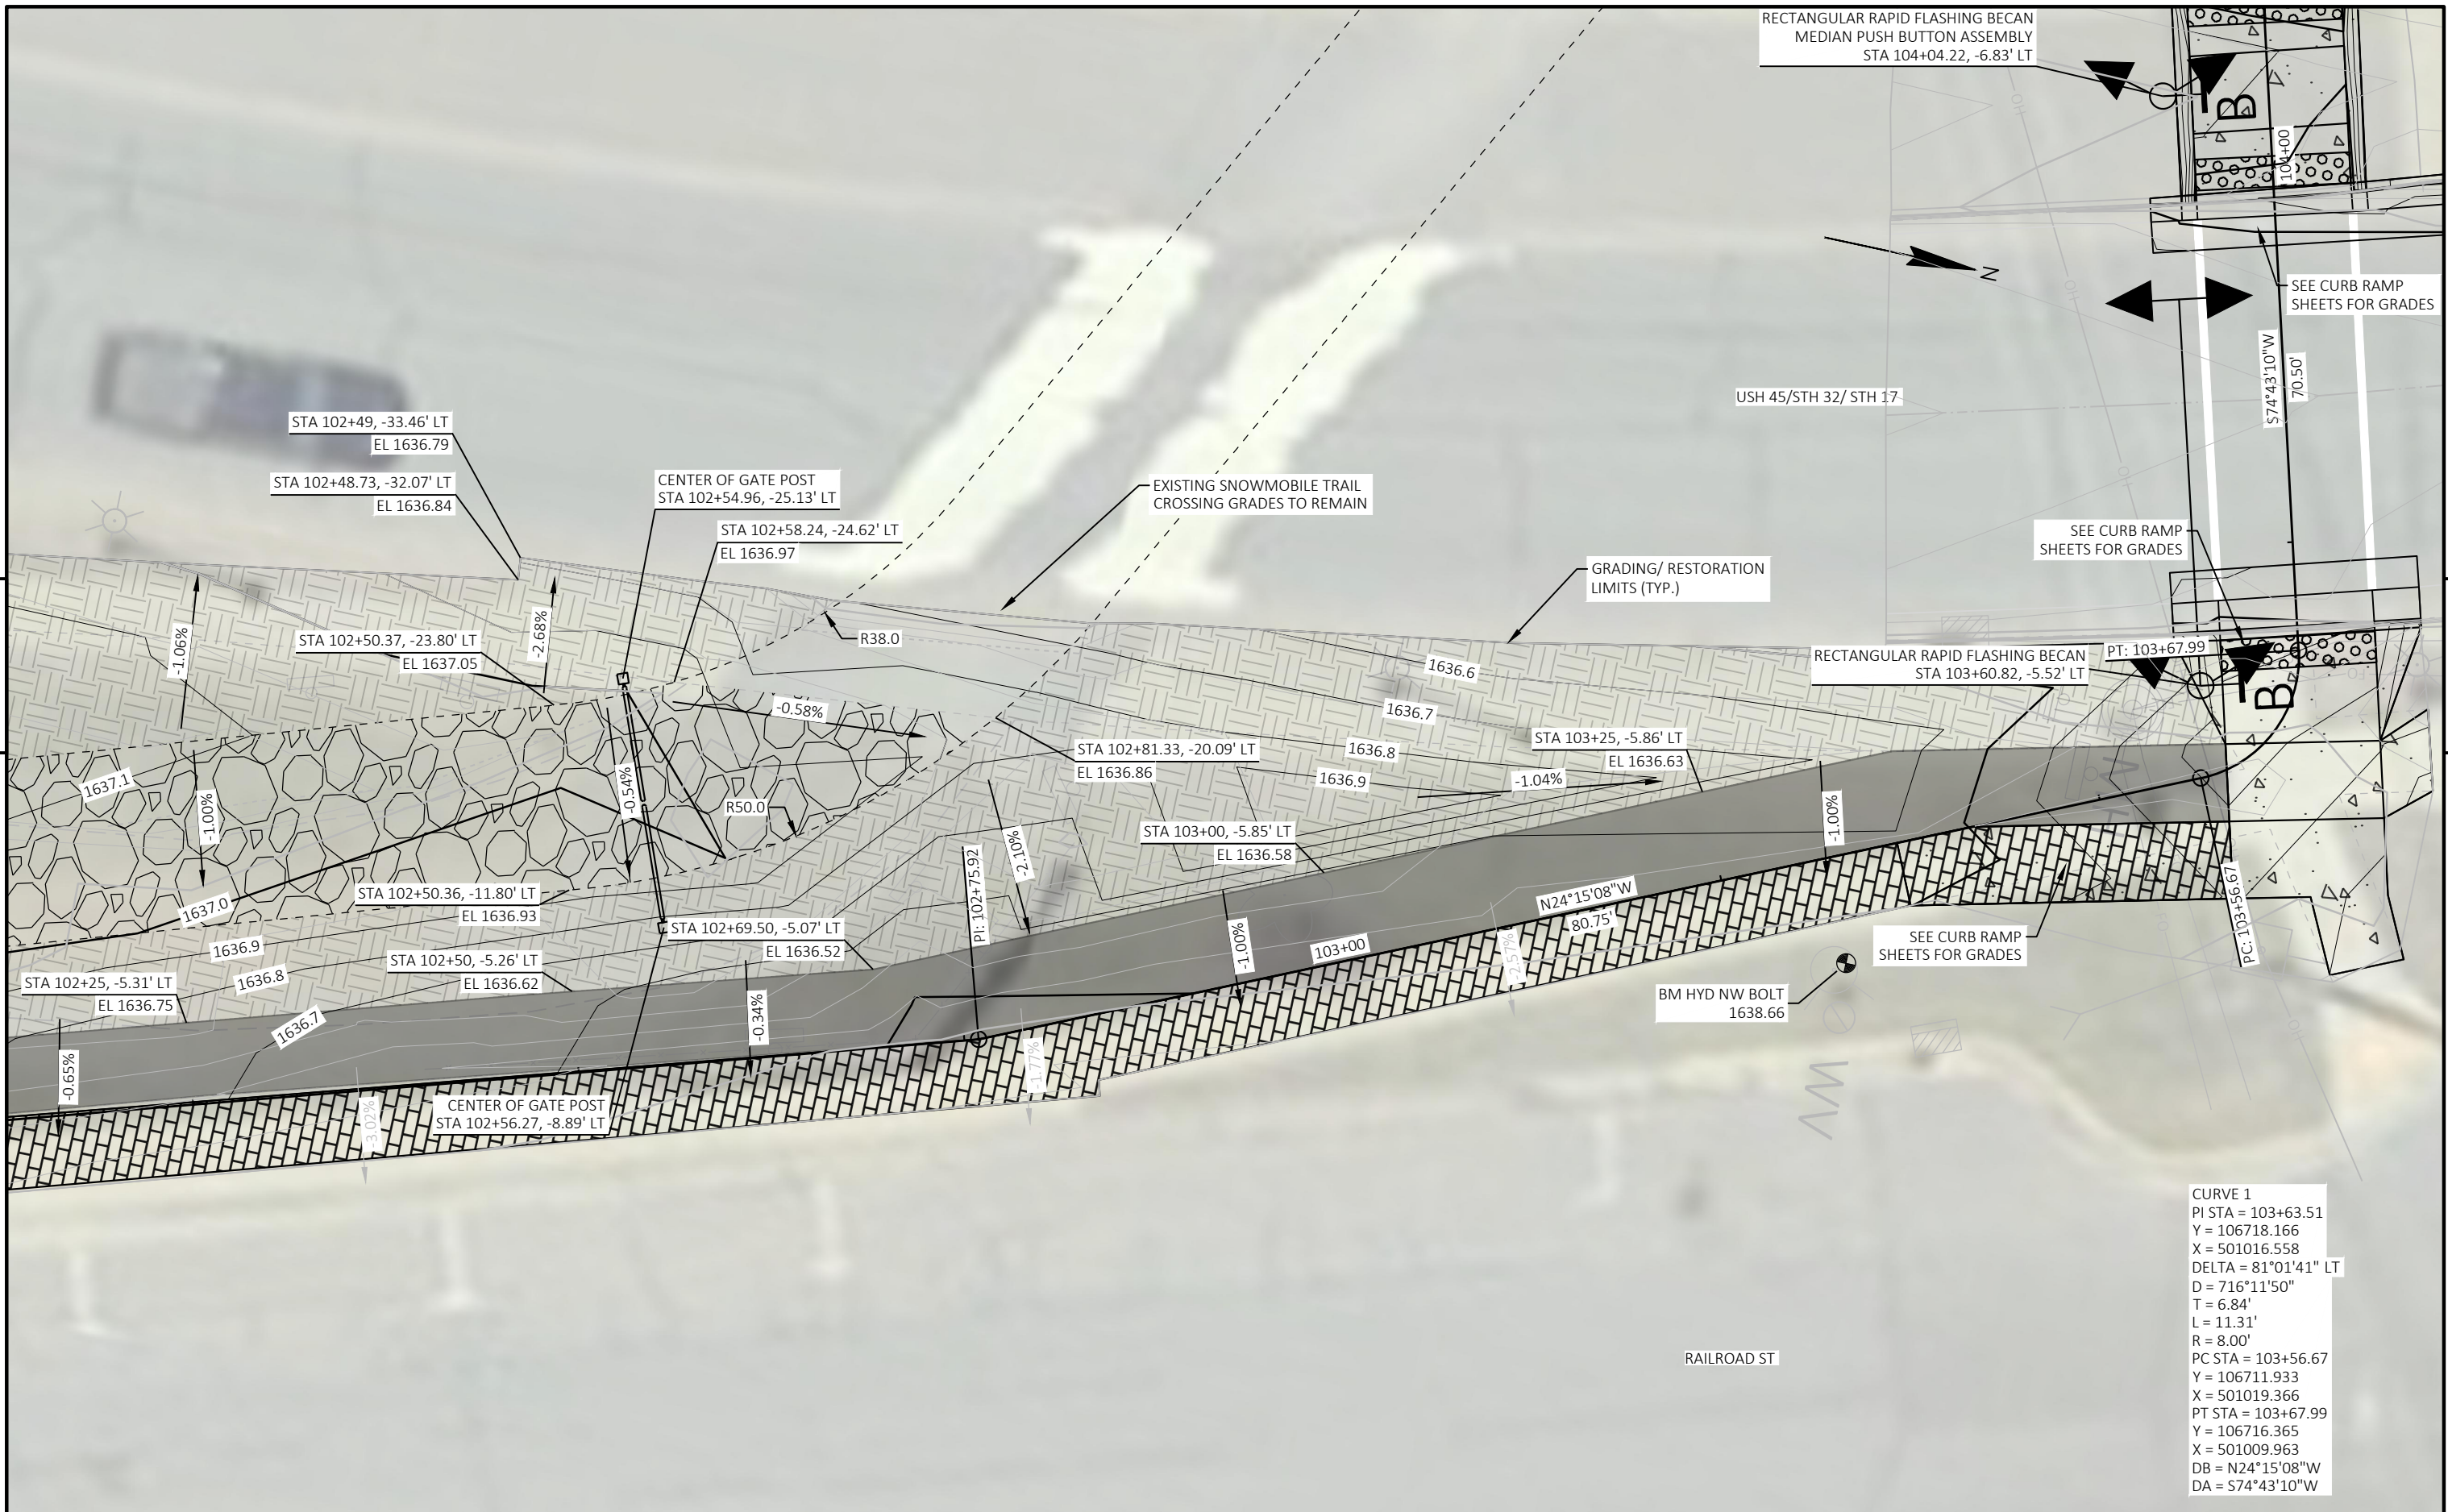 RECTANGULAR RAPID FLASHING BECAN
MEDIAN PUSH BUTTON ASSEMBLY
STA 104+04.22, -6.83' LT
B
104+00
N
SEE CURB RAMP
SHEETS FOR GRADES
S74°43'10"W
70.50'
USH 45/STH 32/ STH 17
STA 102+49, -33.46' LT
EL 1636.79
STA 102+48.73, -32.07' LT
EL 1636.84
CENTER OF GATE POST
STA 102+54.96, -25.13' LT
STA 102+58.24, -24.62' LT
EL 1636.97
EXISTING SNOWMOBILE TRAIL
CROSSING GRADES TO REMAIN
SEE CURB RAMP
SHEETS FOR GRADES
GRADING/ RESTORATION
LIMITS (TYP.)
-1.06%
-2.68%
STA 102+50.37, -23.80' LT
EL 1637.05
R38.0
1636.6
RECTANGULAR RAPID FLASHING BECAN
STA 103+60.82, -5.52' LT
PT: 103+67.99
B
-0.58%
1636.7
STA 102+81.33, -20.09' LT
EL 1636.86
1636.8
STA 103+25, -5.86' LT
EL 1636.63
1637.1
-1.00%
-0.54%
R50.0
1636.9
-1.04%
STA 103+00, -5.85' LT
EL 1636.58
-1.00%
-2.10%
PI: 102+75.92
STA 102+50.36, -11.80' LT
EL 1636.93
1637.0
N24°15'08"W
80.75'
PC: 103+56.67
STA 102+69.50, -5.07' LT
EL 1636.52
1636.9
STA 102+50, -5.26' LT
EL 1636.62
1636.8
-1.00%
103+00
-2.57%
SEE CURB RAMP
SHEETS FOR GRADES
STA 102+25, -5.31' LT
EL 1636.75
1636.7
-0.34%
BM HYD NW BOLT
1638.66
-0.65%
-1.77%
-3.02%
CENTER OF GATE POST
STA 102+56.27, -8.89' LT
RAILROAD ST
CURVE 1
PI STA = 103+63.51
Y = 106718.166
X = 501016.558
DELTA = 81°01'41" LT
D = 716°11'50"
T = 6.84'
L = 11.31'
R = 8.00'
PC STA = 103+56.67
Y = 106711.933
X = 501019.366
PT STA = 103+67.99
Y = 106716.365
X = 501009.963
DB = N24°15'08"W
DA = S74°43'10"W